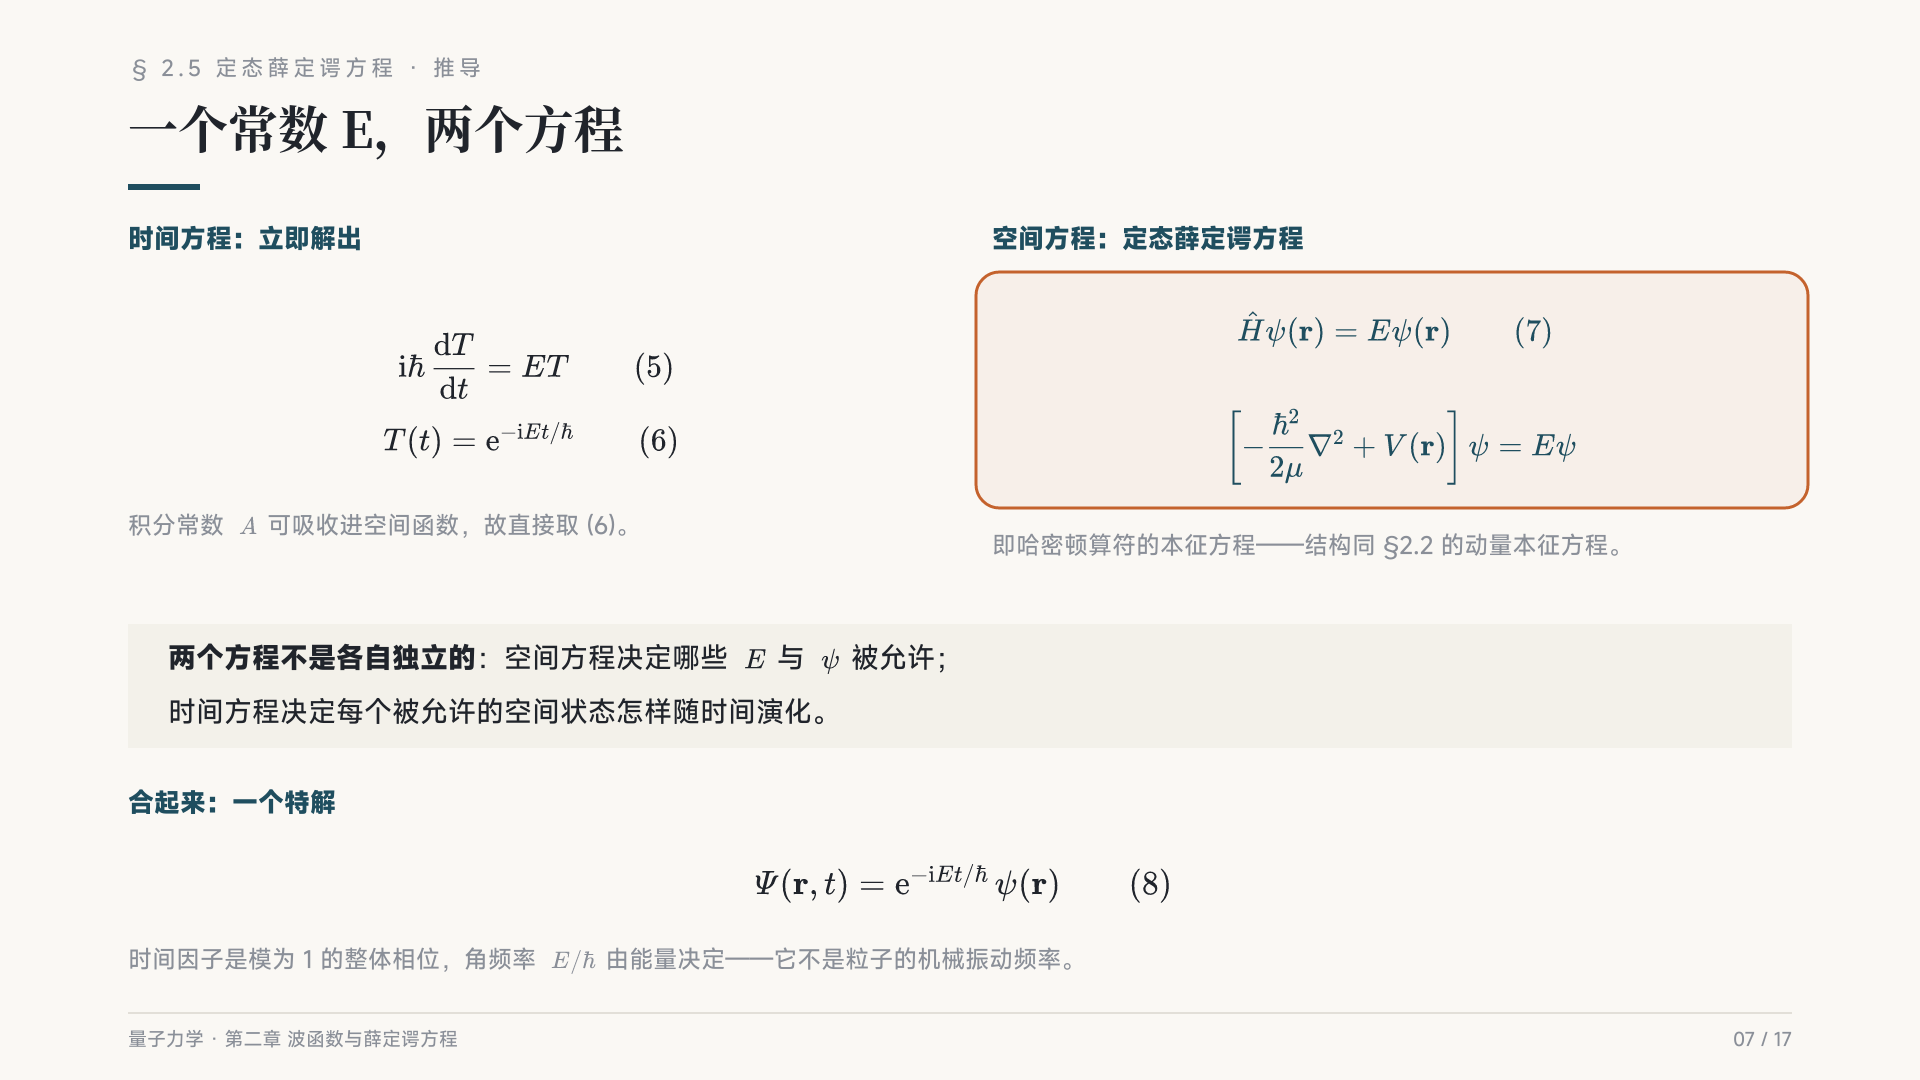 § 2.5 定态薛定谔方程 · 推导
一个常数 E，两个方程
时间方程：立即解出
iℏ dT/dt = ET (5)
T(t) = e^{−iEt/ℏ} (6)
积分常数 A 可吸收进空间函数，故直接取 (6)。
空间方程：定态薛定谔方程
Ĥψ(𝐫) = Eψ(𝐫) (7)
[−ℏ²/2μ ∇² + V(𝐫)] ψ = Eψ
即哈密顿算符的本征方程——结构同 §2.2 的动量本征方程。
两个方程不是各自独立的：空间方程决定哪些 E 与 ψ 被允许；
时间方程决定每个被允许的空间状态怎样随时间演化。
合起来：一个特解
Ψ(𝐫, t) = e^{−iEt/ℏ} ψ(𝐫) (8)
时间因子是模为 1 的整体相位，角频率 E/ℏ 由能量决定——它不是粒子的机械振动频率。
量子力学 · 第二章 波函数与薛定谔方程
07 / 17